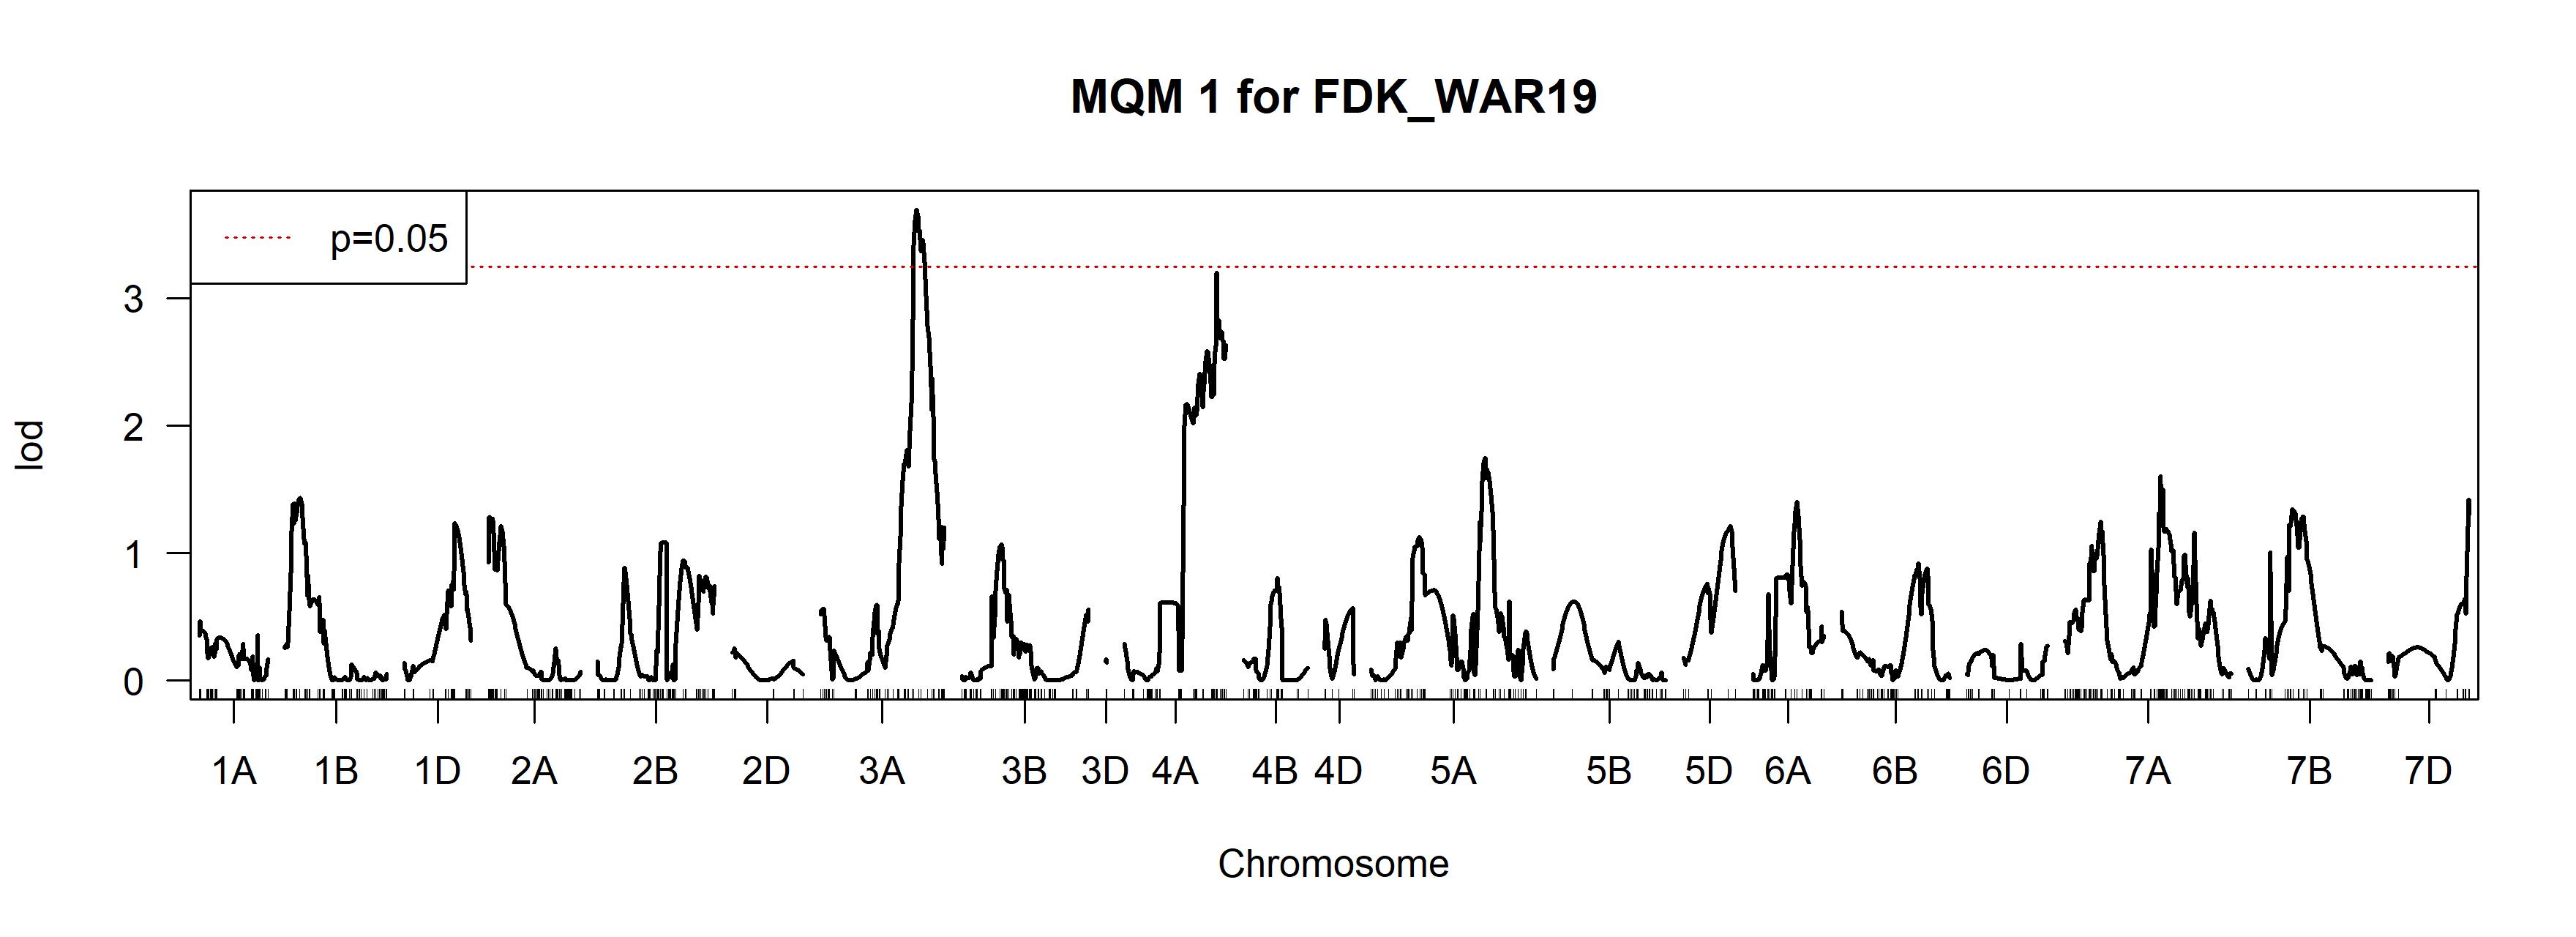 MQM 1 for FDK_WAR19
p=0.05
lod
3
2
1
0
1A 1B 1D 2A 2B 2D 3A 3B 3D 4A 4B 4D 5A 5B 5D 6A 6B 6D 7A 7B 7D
Chromosome